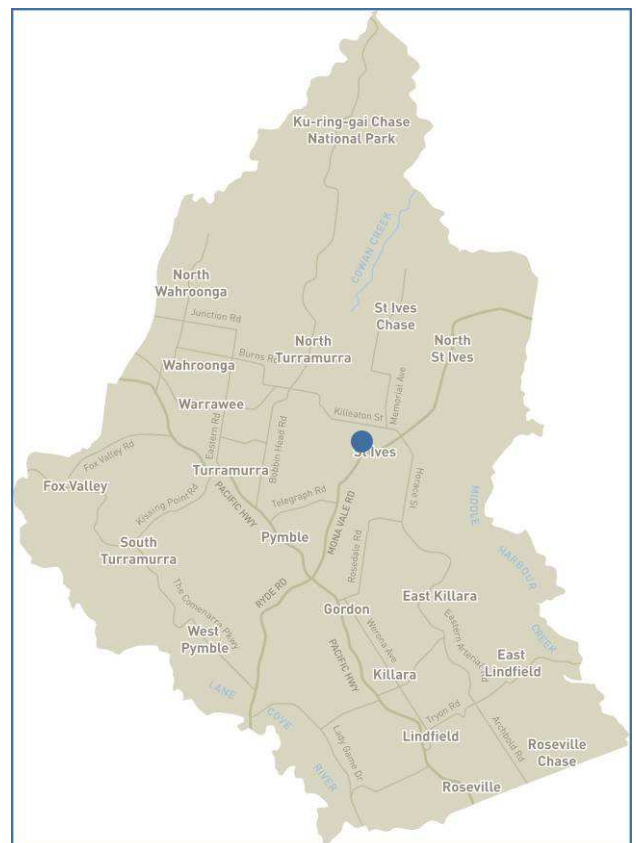 Ku-ring-gai Chase
National Park
COWAN CREEK
North
Wahroonga
St Ives
Chase
Junction Rd
North
Turramurra
North
St Ives
Burns Rd
Wahroonga
Memorial Ave
Warrawee
Killeaton St
Eastern Rd
Bobbin Head Rd
Fox Valley Rd
St Ives
Turramurra
Horace St
Fox Valley
Kissing Point Rd
PACIFIC HWY
Telegraph Rd
MONA VALE RD
MIDDLE
HARBOUR
CREEK
Pymble
South
Turramurra
Rosedale Rd
The Comenarra Pkwy
RYDE RD
East Killara
Gordon
Eastern Arterial Rd
West
Pymble
Werona Ave
PACIFIC HWY
East
Lindfield
Killara
LANE
COVE
RIVER
Tryon Rd
Archbold Rd
Lady Game Dr
Lindfield
Roseville
Chase
Roseville